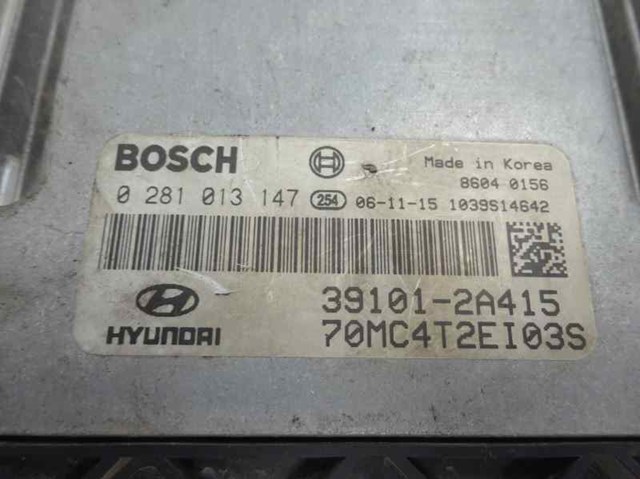 BOSCH
Made in Korea
8604 0156
0 281 013 147 254 06-11-15 1039S14642
39101-2A415
HYUNDAI
70MC4T2EI03S